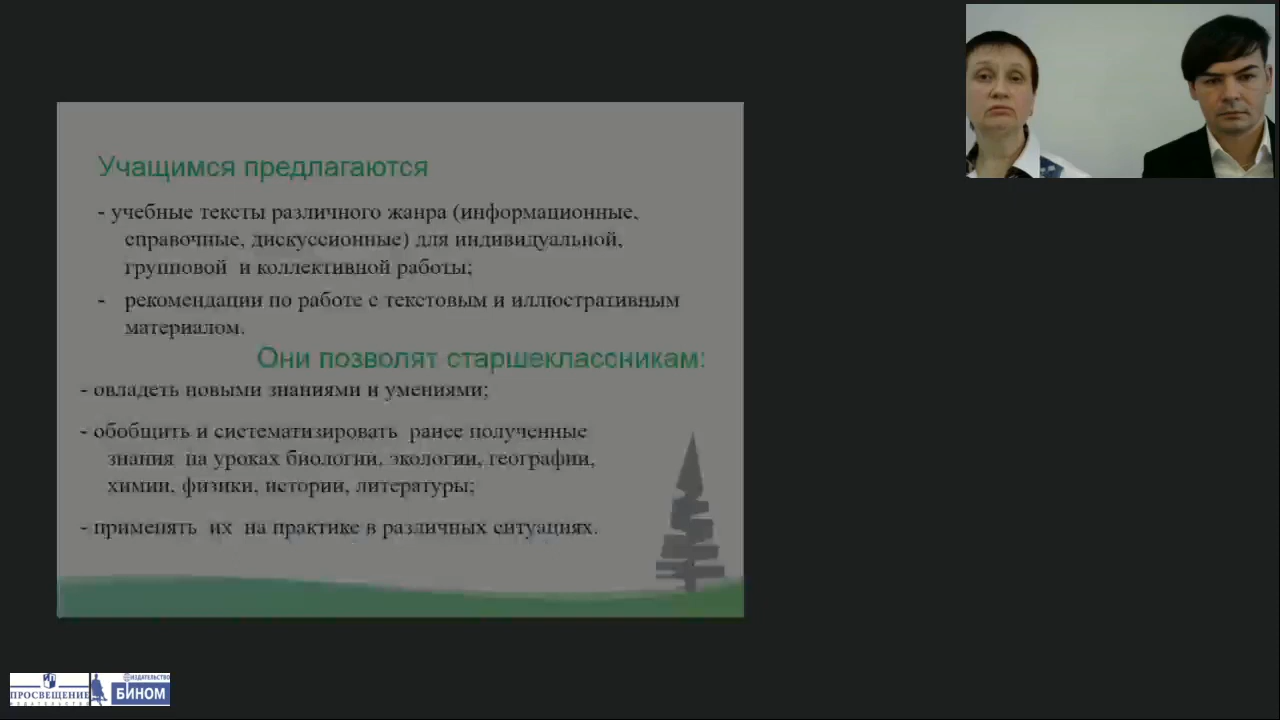 Учащимся предлагаются
- учебные тексты различного жанра (информационные,
справочные, дискуссионные) для индивидуальной,
групповой и коллективной работы;
- рекомендации по работе с текстовым и иллюстративным
материалом.
Они позволят старшеклассникам:
- овладеть новыми знаниями и умениями;
- обобщить и систематизировать ранее полученные
знания на уроках биологии, экологии, географии,
химии, физики, истории, литературы;
- применять их на практике в различных ситуациях.
ПРОСВЕЩЕНИЕ
ИЗДАТЕЛЬСТВО
ИЗДАТЕЛЬСТВО
БИНОМ